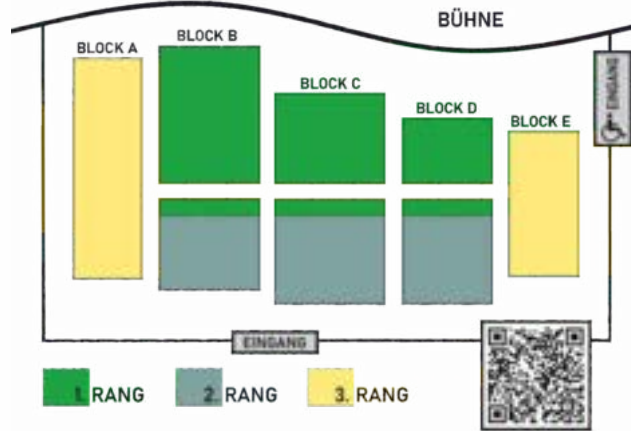 BÜHNE
BLOCK A
BLOCK B
BLOCK C
BLOCK D
BLOCK E
EINGANG
EINGANG
1. RANG
2. RANG
3. RANG